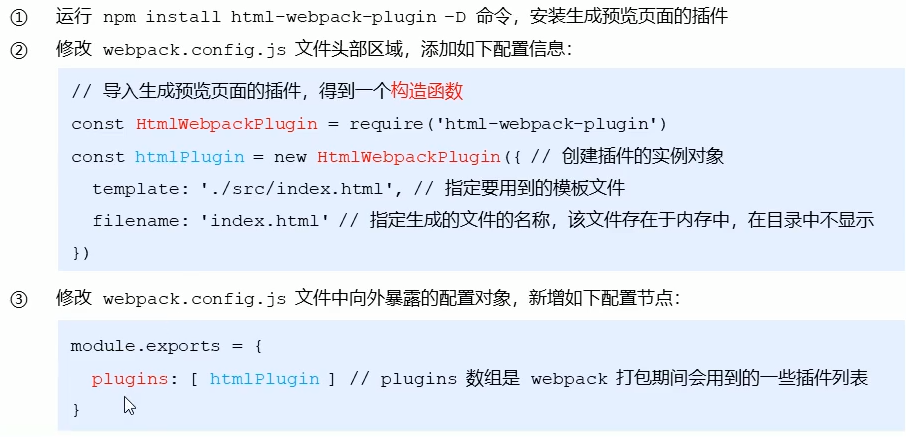 ① 运行 npm install html-webpack-plugin -D 命令，安装生成预览页面的插件
② 修改 webpack.config.js 文件头部区域，添加如下配置信息：
// 导入生成预览页面的插件，得到一个构造函数
const HtmlWebpackPlugin = require('html-webpack-plugin')
const htmlPlugin = new HtmlWebpackPlugin({ // 创建插件的实例对象
template: './src/index.html', // 指定要用到的模板文件
filename: 'index.html' // 指定生成的文件的名称，该文件存在于内存中，在目录中不显示
})
③ 修改 webpack.config.js 文件中向外暴露的配置对象，新增如下配置节点：
module.exports = {
plugins: [ htmlPlugin ] // plugins 数组是 webpack 打包期间会用到的一些插件列表
}